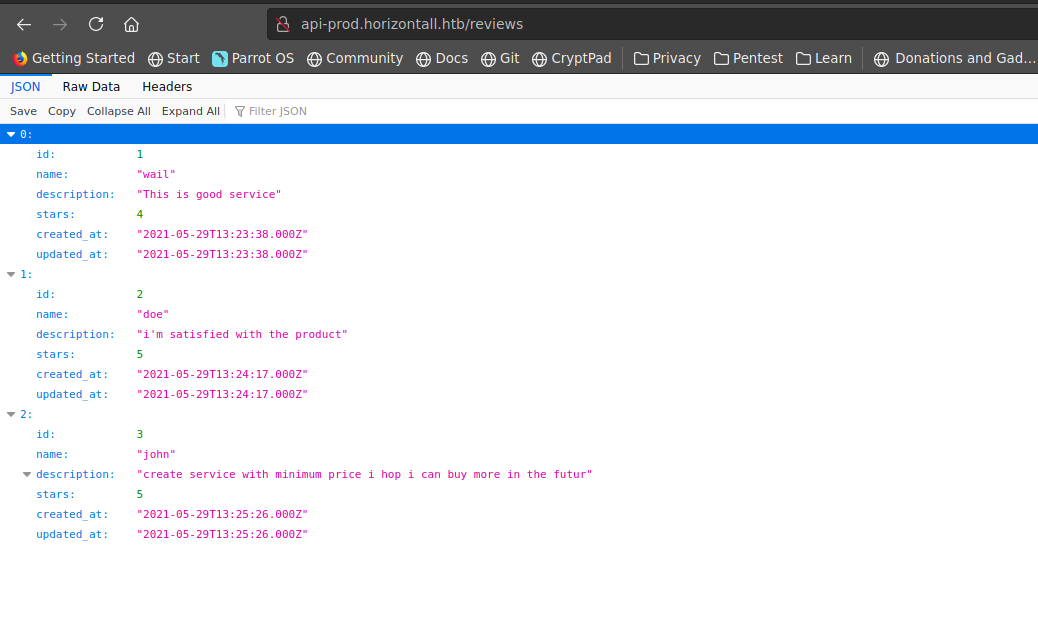 api-prod.horizontall.htb/reviews
Getting Started Start Parrot OS Community Docs Git CryptPad Privacy Pentest Learn Donations and Gad...
JSON Raw Data Headers
Save Copy Collapse All Expand All Filter JSON
0:
id: 1
name: "wail"
description: "This is good service"
stars: 4
created_at: "2021-05-29T13:23:38.000Z"
updated_at: "2021-05-29T13:23:38.000Z"
1:
id: 2
name: "doe"
description: "i'm satisfied with the product"
stars: 5
created_at: "2021-05-29T13:24:17.000Z"
updated_at: "2021-05-29T13:24:17.000Z"
2:
id: 3
name: "john"
description: "create service with minimum price i hop i can buy more in the futur"
stars: 5
created_at: "2021-05-29T13:25:26.000Z"
updated_at: "2021-05-29T13:25:26.000Z"